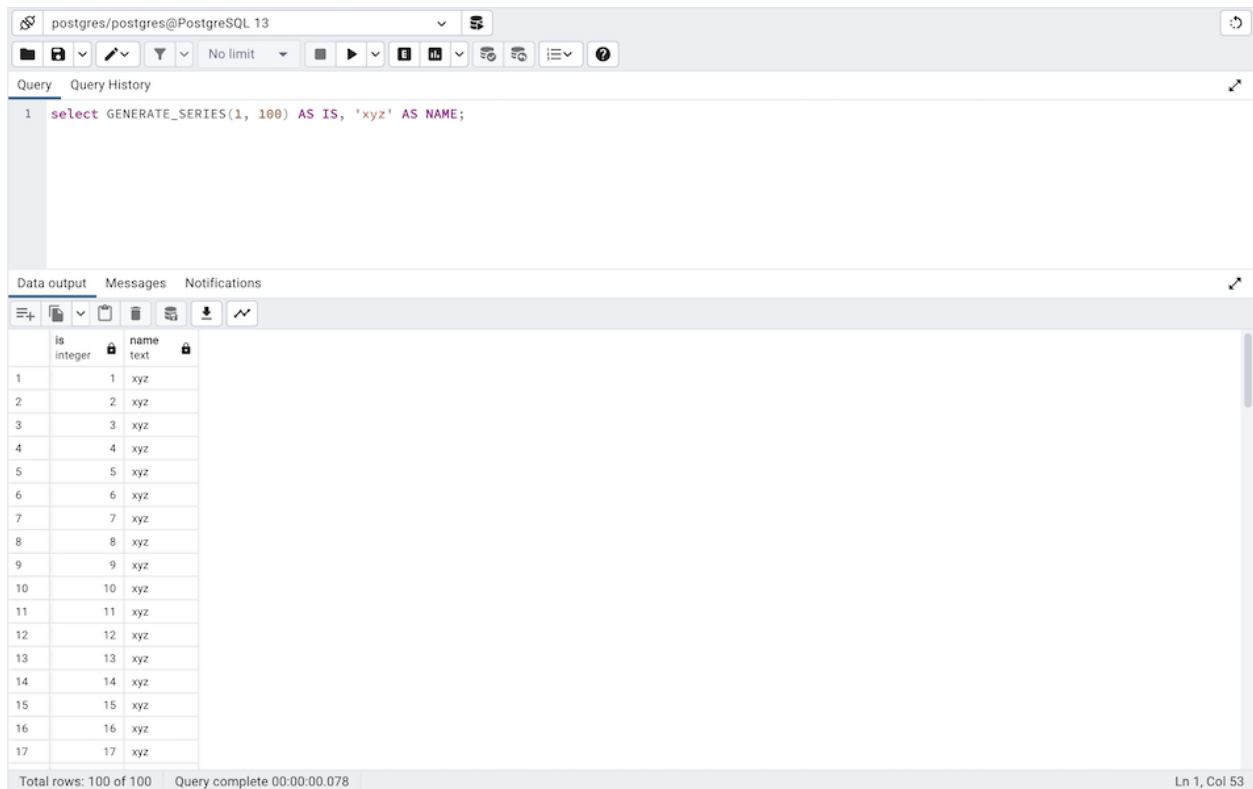 postgres/postgres@PostgreSQL 13
No limit
E
Query Query History
1 select GENERATE_SERIES(1, 100) AS IS, 'xyz' AS NAME;
Data output Messages Notifications
is name
integer text
1 1 xyz
2 2 xyz
3 3 xyz
4 4 xyz
5 5 xyz
6 6 xyz
7 7 xyz
8 8 xyz
9 9 xyz
10 10 xyz
11 11 xyz
12 12 xyz
13 13 xyz
14 14 xyz
15 15 xyz
16 16 xyz
17 17 xyz
Total rows: 100 of 100 Query complete 00:00:00.078 Ln 1, Col 53